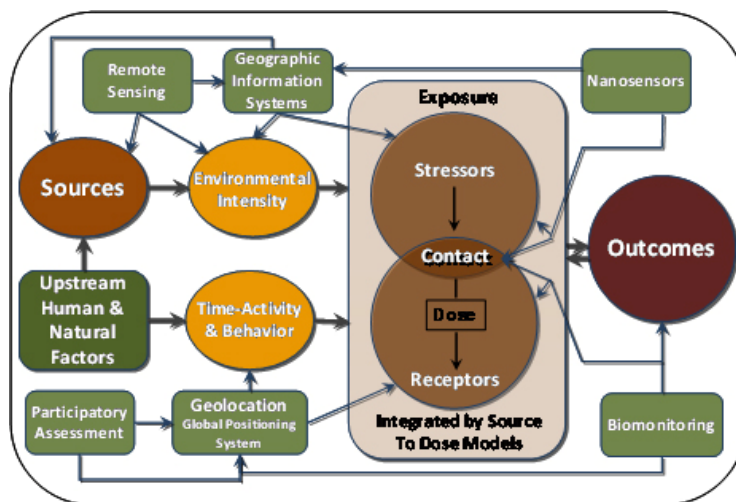 Remote
Sensing
Geographic
Information
Systems
Nanosensors
Exposure
Sources
Environmental
Intensity
Stressors
Contact
Outcomes
Upstream
Human &
Natural
Factors
Time-Activity
& Behavior
Dose
Receptors
Participatory
Assessment
Geolocation
Global Positioning
System
Integrated by Source
To Dose Models
Biomonitoring